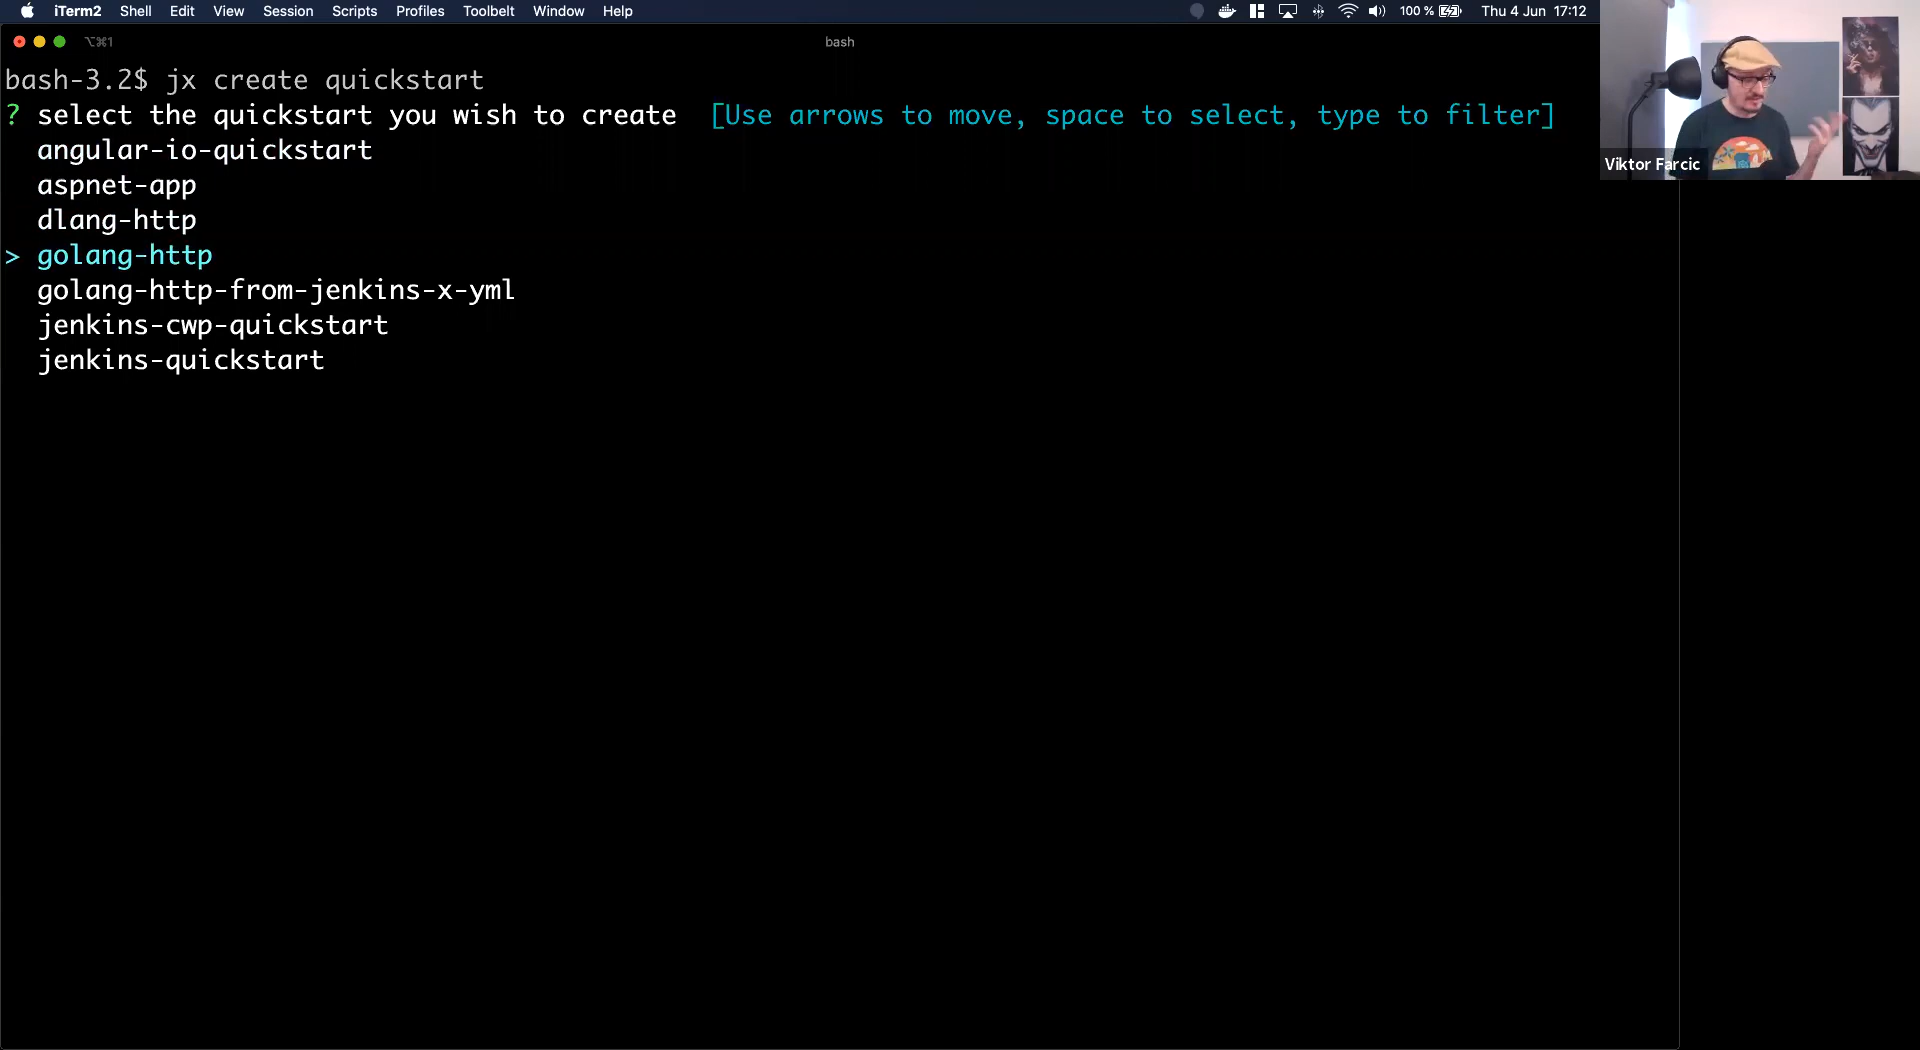 iTerm2 Shell Edit View Session Scripts Profiles Toolbelt Window Help 100 % Thu 4 Jun 17:12
⌥⌘1 bash
bash-3.2$ jx create quickstart
? select the quickstart you wish to create [Use arrows to move, space to select, type to filter]
angular-io-quickstart
aspnet-app
dlang-http
> golang-http
golang-http-from-jenkins-x-yml
jenkins-cwp-quickstart
jenkins-quickstart
Viktor Farcic